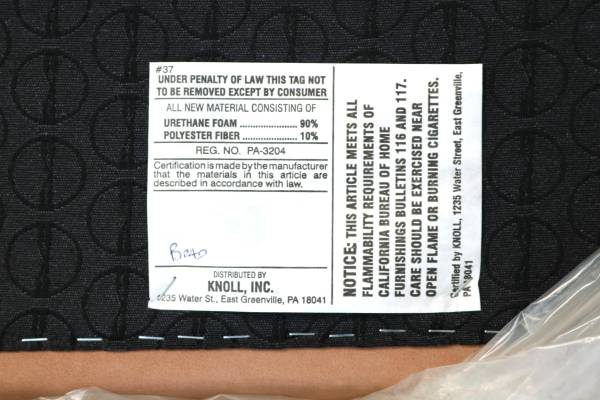 #37
UNDER PENALTY OF LAW THIS TAG NOT
TO BE REMOVED EXCEPT BY CONSUMER
ALL NEW MATERIAL CONSISTING OF
URETHANE FOAM .................. 90%
POLYESTER FIBER ................. 10%
REG. NO. PA-3204
Certification is made by the manufacturer
that the materials in this article are
described in accordance with law.
DISTRIBUTED BY
KNOLL, INC.
1235 Water St., East Greenville, PA 18041
NOTICE: THIS ARTICLE MEETS ALL
FLAMMABILITY REQUIREMENTS OF
CALIFORNIA BUREAU OF HOME
FURNISHINGS BULLETINS 116 AND 117.
CARE SHOULD BE EXERCISED NEAR
OPEN FLAME OR BURNING CIGARETTES.
Certified by KNOLL, 1235 Water Street, East Greenville,
PA 18041